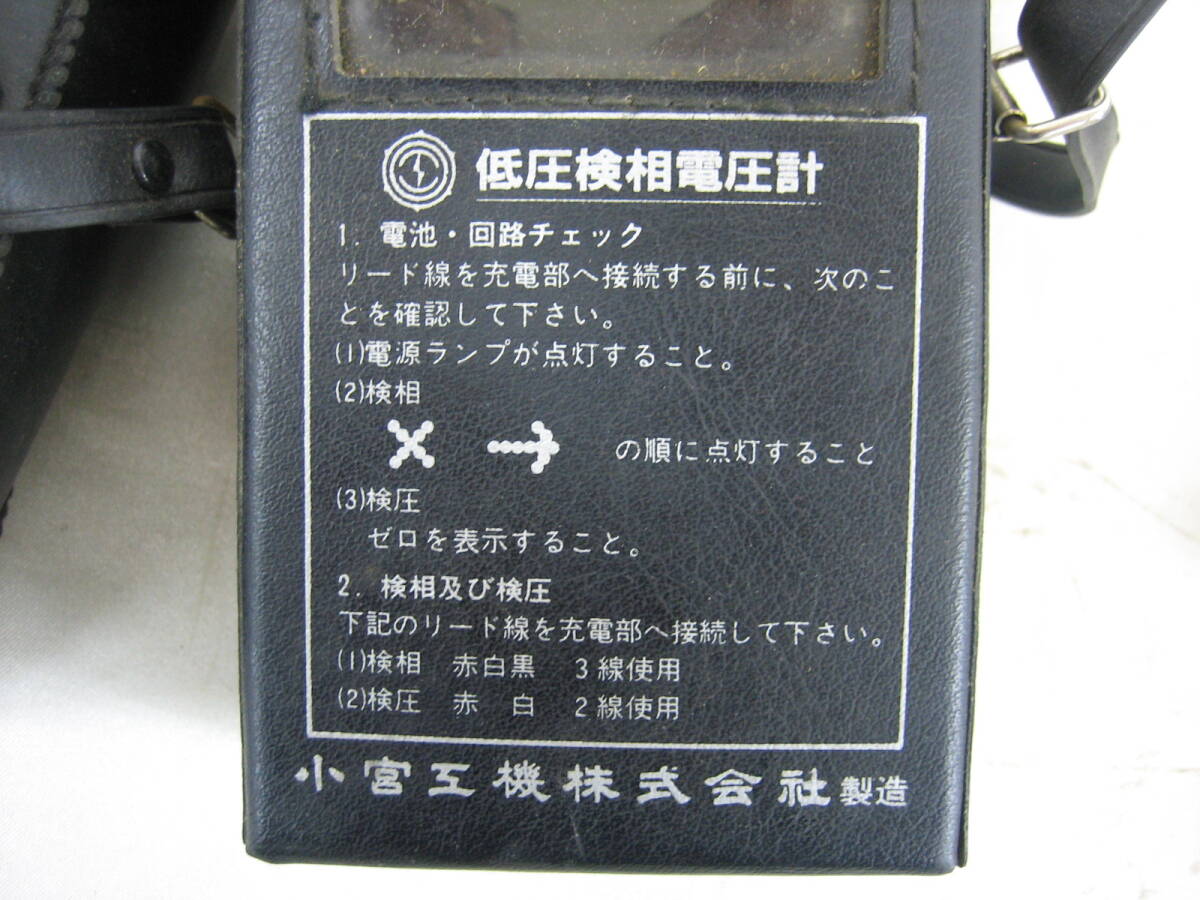 低圧検相電圧計
1. 電池・回路チェック
リード線を充電部へ接続する前に、次のこ
とを確認して下さい。
(1)電源ランプが点灯すること。
(2)検相
× → の順に点灯すること
(3)検圧
ゼロを表示すること。
2. 検相及び検圧
下記のリード線を充電部へ接続して下さい。
(1)検相 赤白黒 3線使用
(2)検圧 赤 白 2線使用
小宮工機株式会社製造